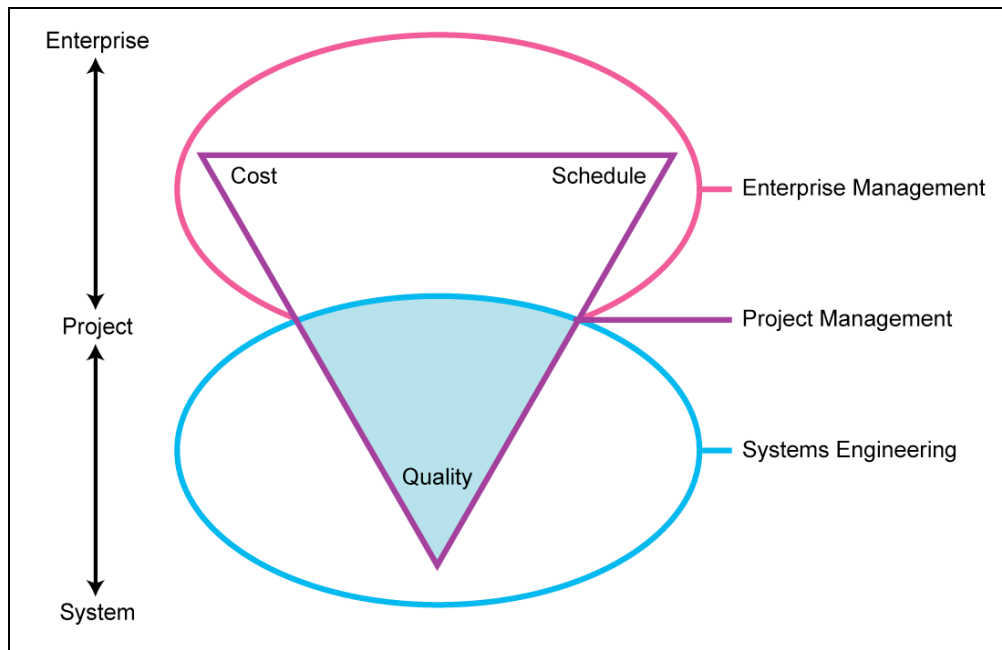 Enterprise
Cost
Schedule
Enterprise Management
Project
Project Management
Systems Engineering
Quality
System